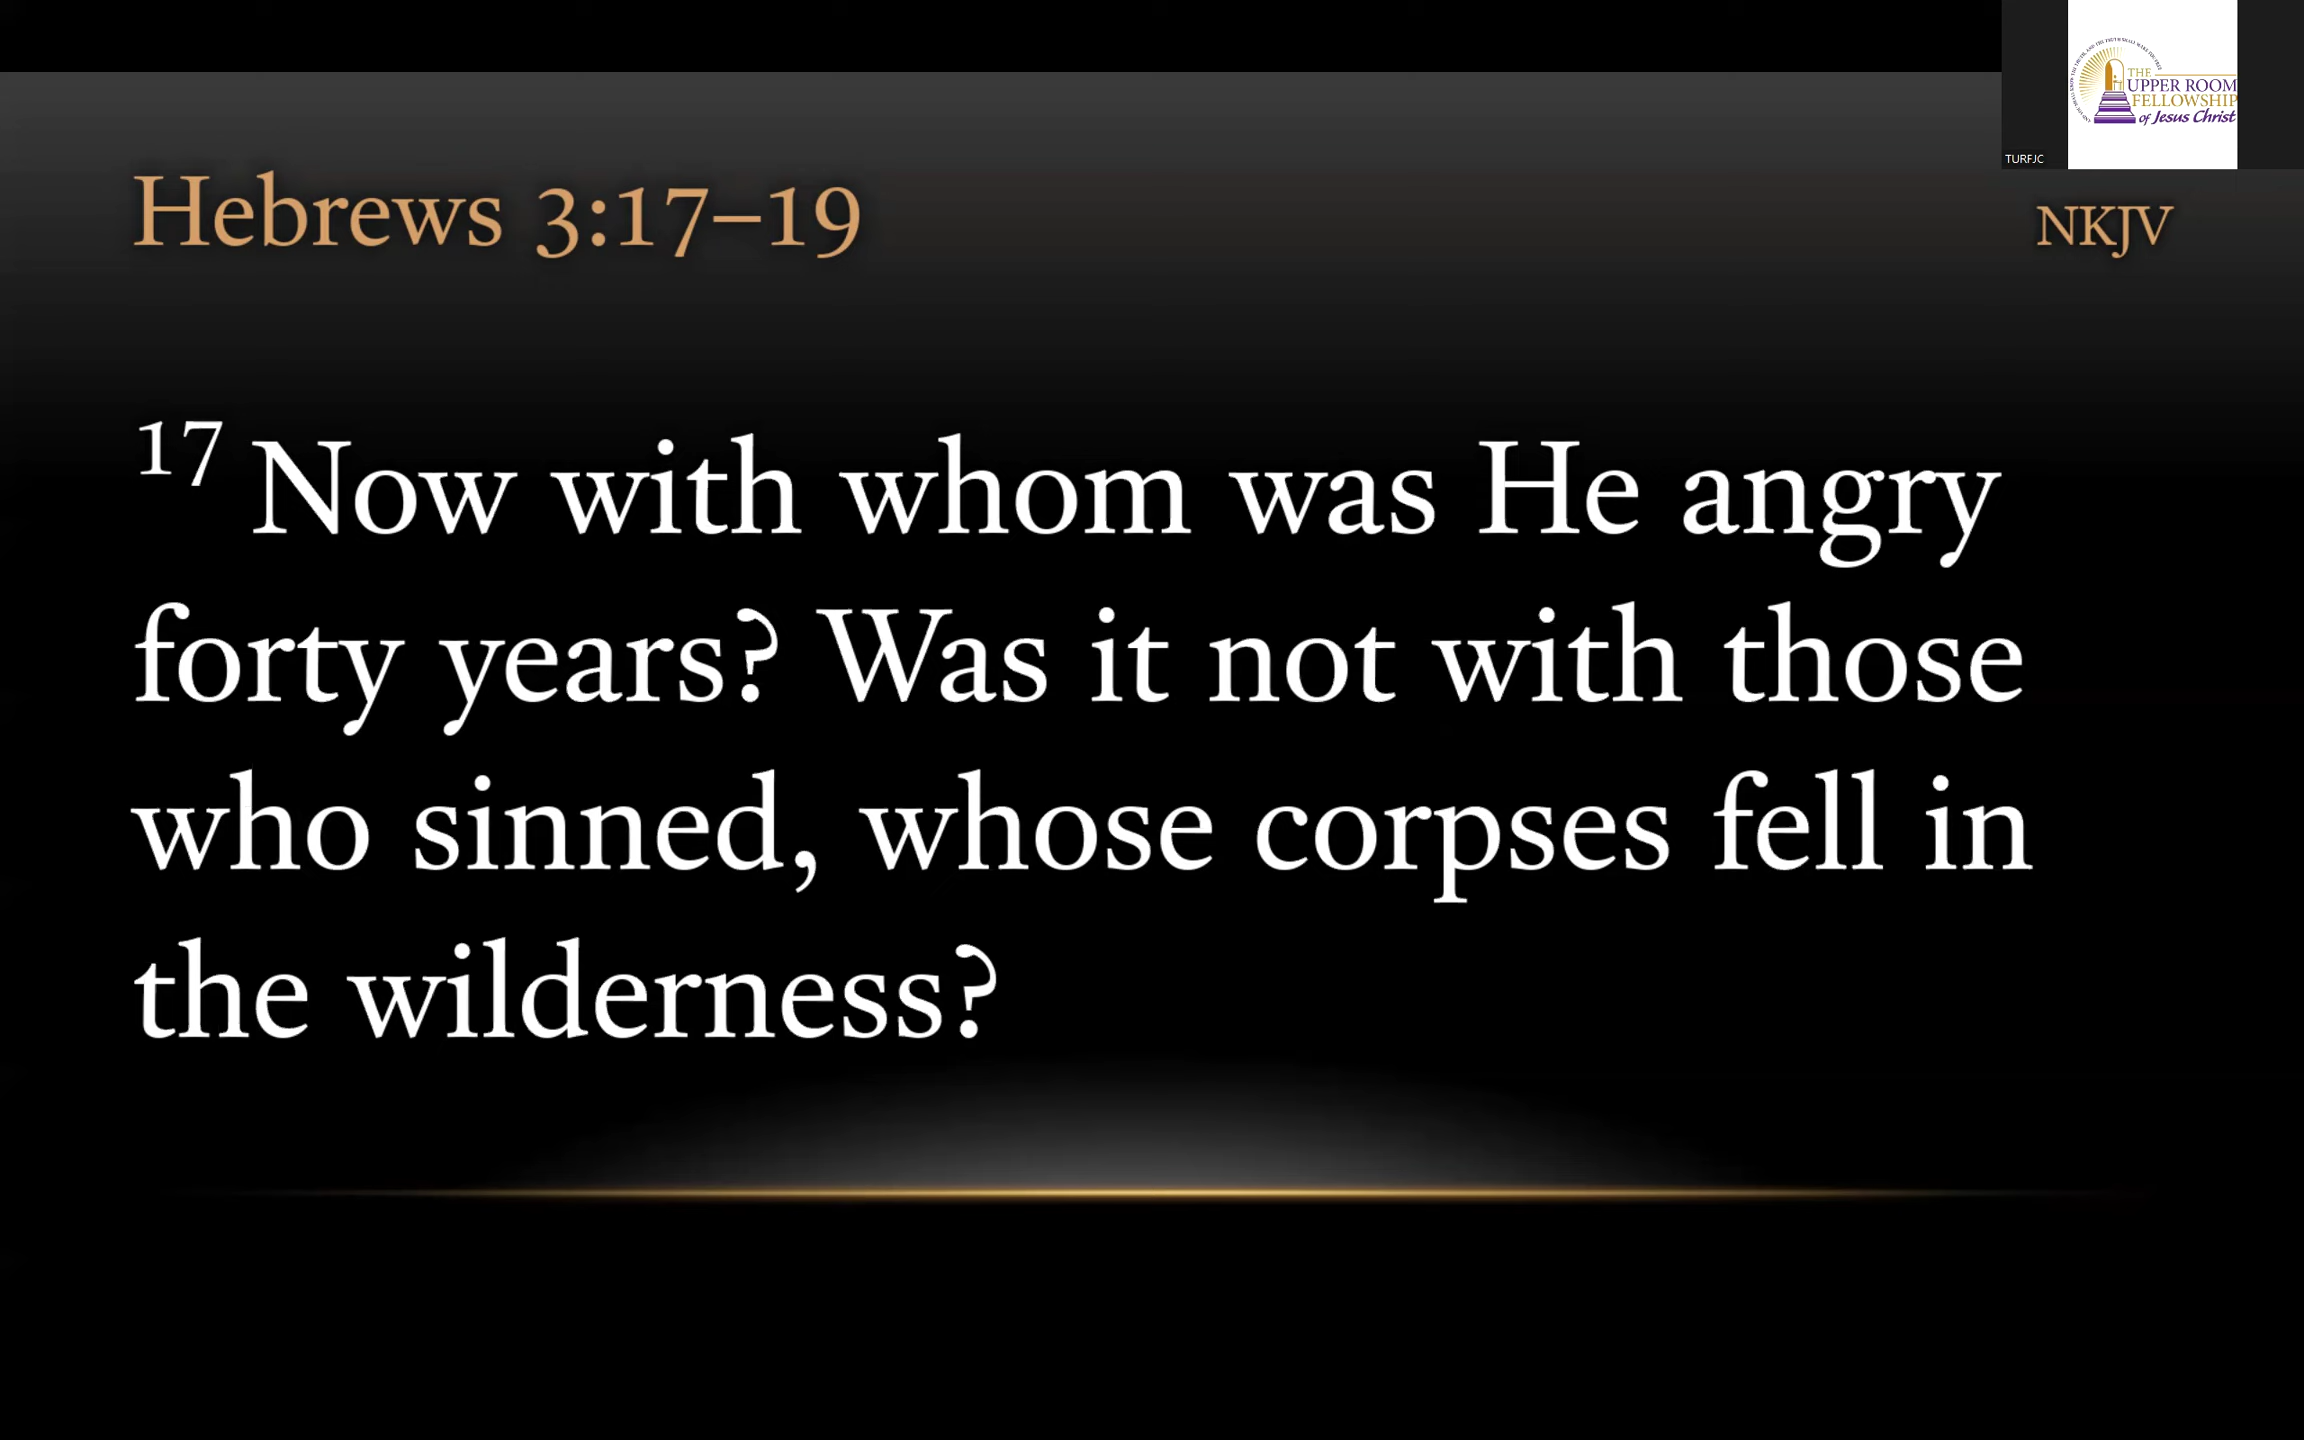 THE
UPPER ROOM
FELLOWSHIP
of Jesus Christ
TURFJC
Hebrews 3:17–19
NKJV
17 Now with whom was He angry
forty years? Was it not with those
who sinned, whose corpses fell in
the wilderness?